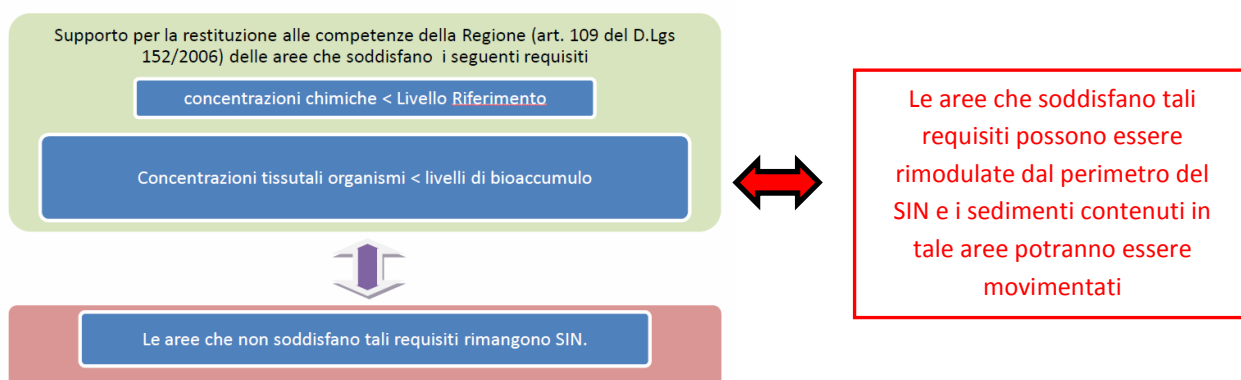 Supporto per la restituzione alle competenze della Regione (art. 109 del D.Lgs
152/2006) delle aree che soddisfano i seguenti requisiti
concentrazioni chimiche < Livello Riferimento
Concentrazioni tissutali organismi < livelli di bioaccumulo
Le aree che non soddisfano tali requisiti rimangono SIN.
Le aree che soddisfano tali
requisiti possono essere
rimodulate dal perimetro del
SIN e i sedimenti contenuti in
tale aree potranno essere
movimentati